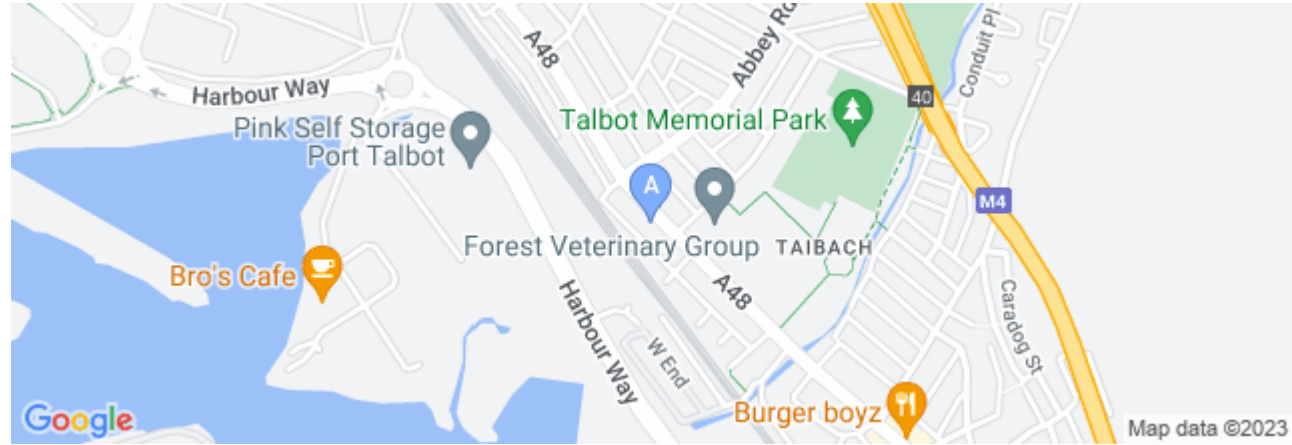 A48
Abbey Rd
Conduit Pl
Harbour Way
40
Pink Self Storage
Port Talbot
Talbot Memorial Park
A
M4
Forest Veterinary Group
TAIBACH
Bro's Cafe
A48
Harbour Way
Caradog St
W End
Burger boyz
Google
Map data ©2023